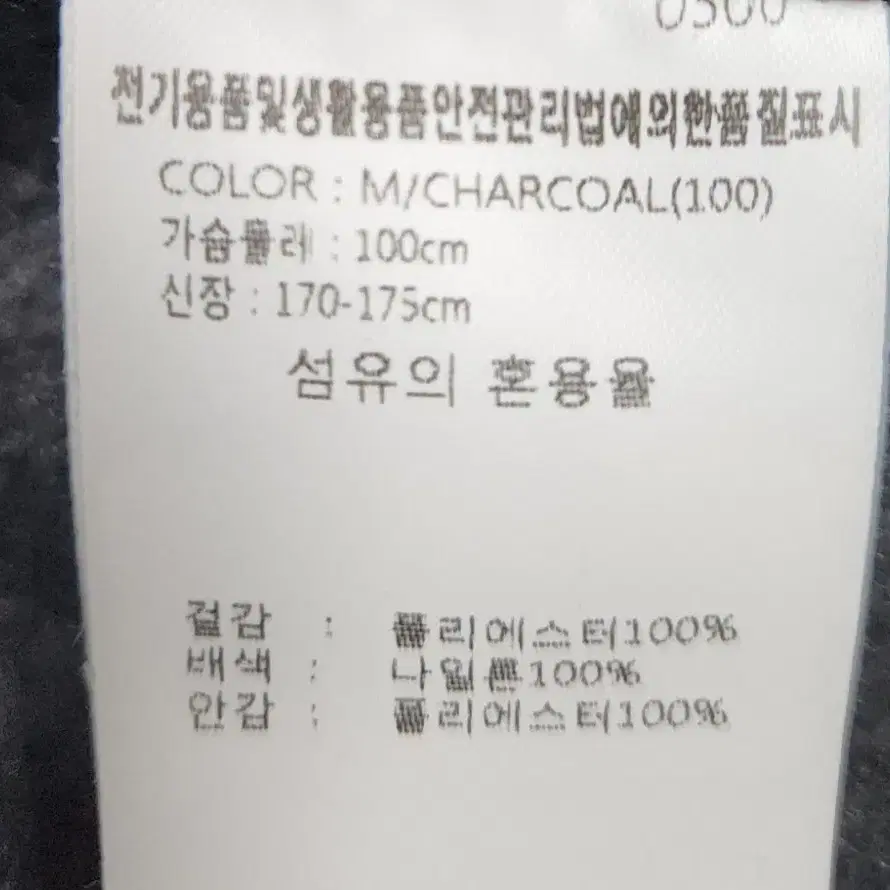 전기용품및생활용품안전관리법에의한품질표시
COLOR : M/CHARCOAL(100)
가슴둘레 : 100cm
신장 : 170-175cm
섬유의 혼용율
겉감 : 폴리에스터100%
배색 : 나일론100%
안감 : 폴리에스터100%